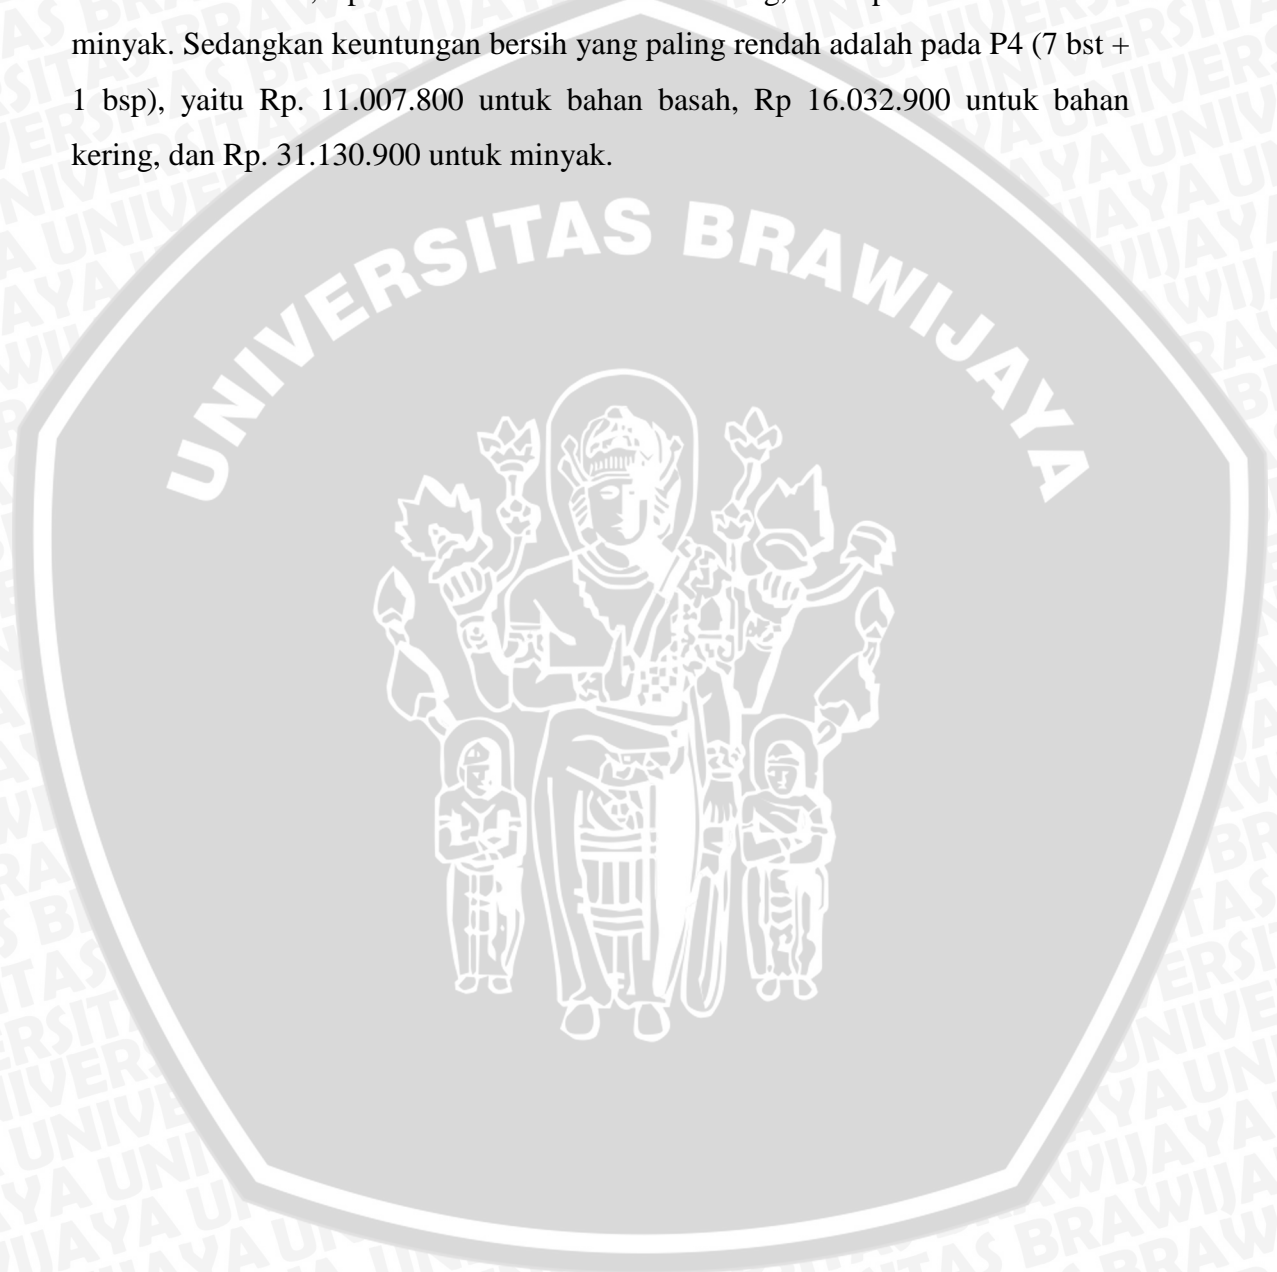 minyak. Sedangkan keuntungan bersih yang paling rendah adalah pada P4 (7 bst +
1 bsp), yaitu Rp. 11.007.800 untuk bahan basah, Rp 16.032.900 untuk bahan
kering, dan Rp. 31.130.900 untuk minyak.
UNIVERSITAS BRAWIJAYA